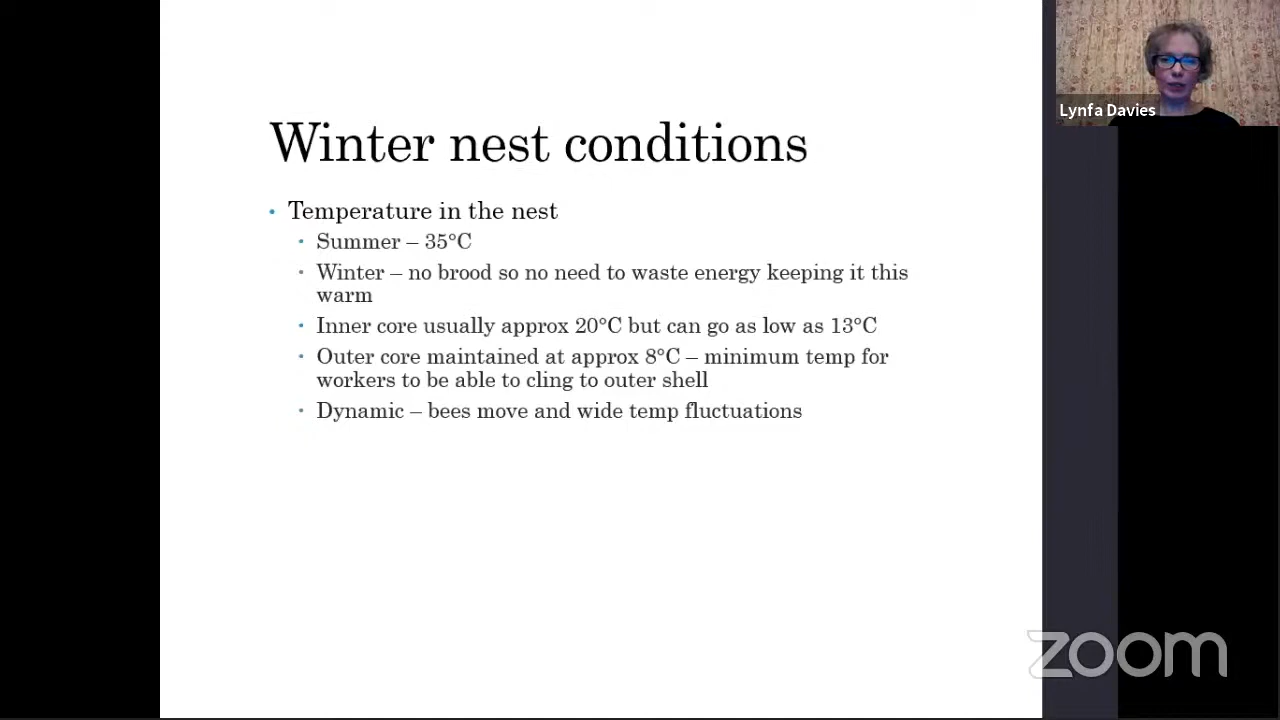 Winter nest conditions
• Temperature in the nest
• Summer – 35°C
• Winter – no brood so no need to waste energy keeping it this
warm
• Inner core usually approx 20°C but can go as low as 13°C
• Outer core maintained at approx 8°C – minimum temp for
workers to be able to cling to outer shell
• Dynamic – bees move and wide temp fluctuations
Lynfa Davies
zoom